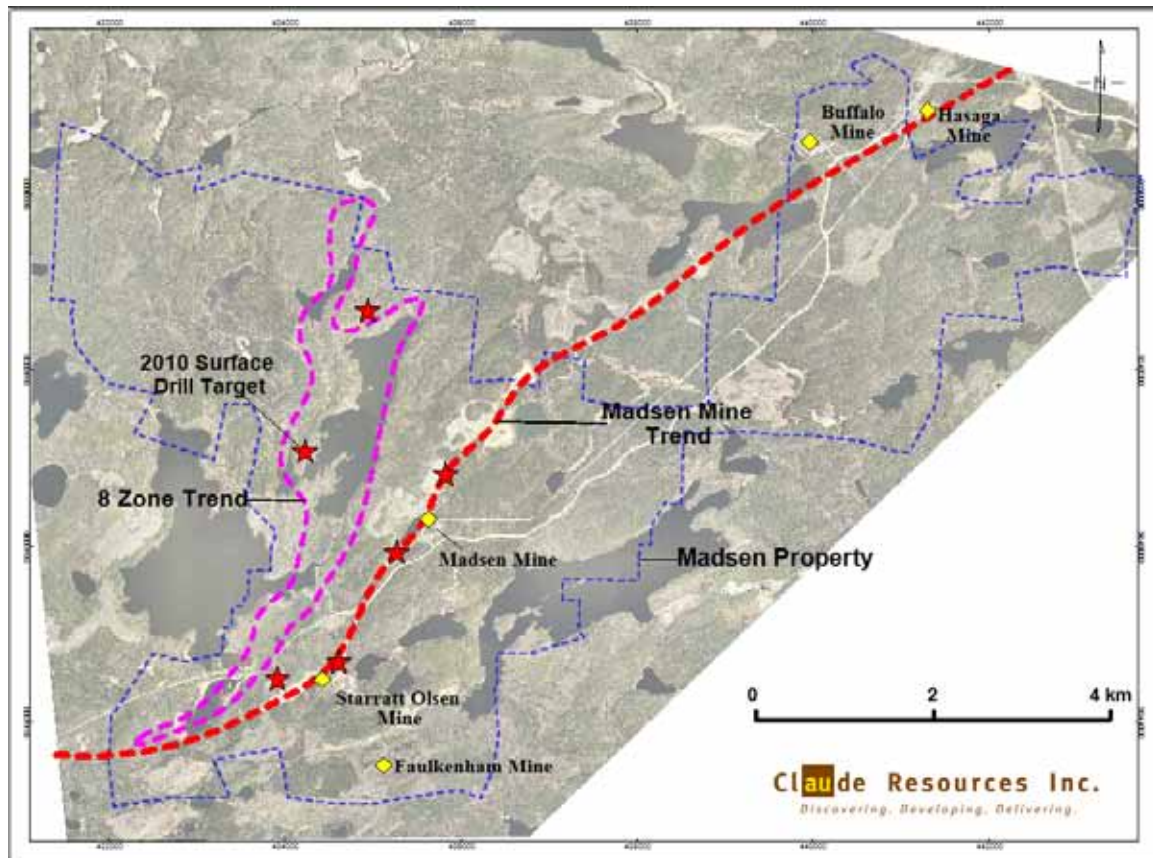 Buffalo
Mine
Hasaga
Mine
N
2010 Surface
Drill Target
Madsen Mine
Trend
8 Zone Trend
Madsen Mine
Madsen Property
Starratt Olsen
Mine
Faulkenham Mine
0 2 4 km
Claude Resources Inc.
Discovering. Developing. Delivering.